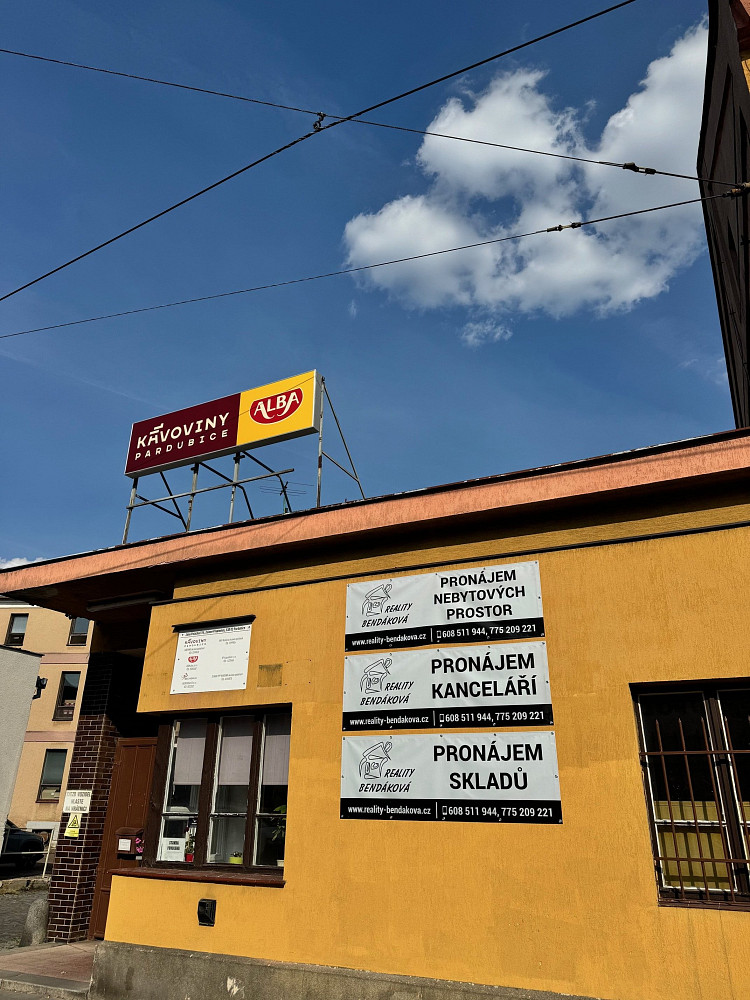 KÁVOVINY
PARDUBICE
ALBA
PRONÁJEM
NEBYTOVÝCH
PROSTOR
REALITY
BENDÁKOVÁ
www.reality-bendakova.cz
608 511 944, 775 209 221
PRONÁJEM
KANCELÁŘÍ
REALITY
BENDÁKOVÁ
www.reality-bendakova.cz
608 511 944, 775 209 221
PRONÁJEM
SKLADŮ
REALITY
BENDÁKOVÁ
www.reality-bendakova.cz
608 511 944, 775 209 221
KÁVOVINY
PARDUBICE